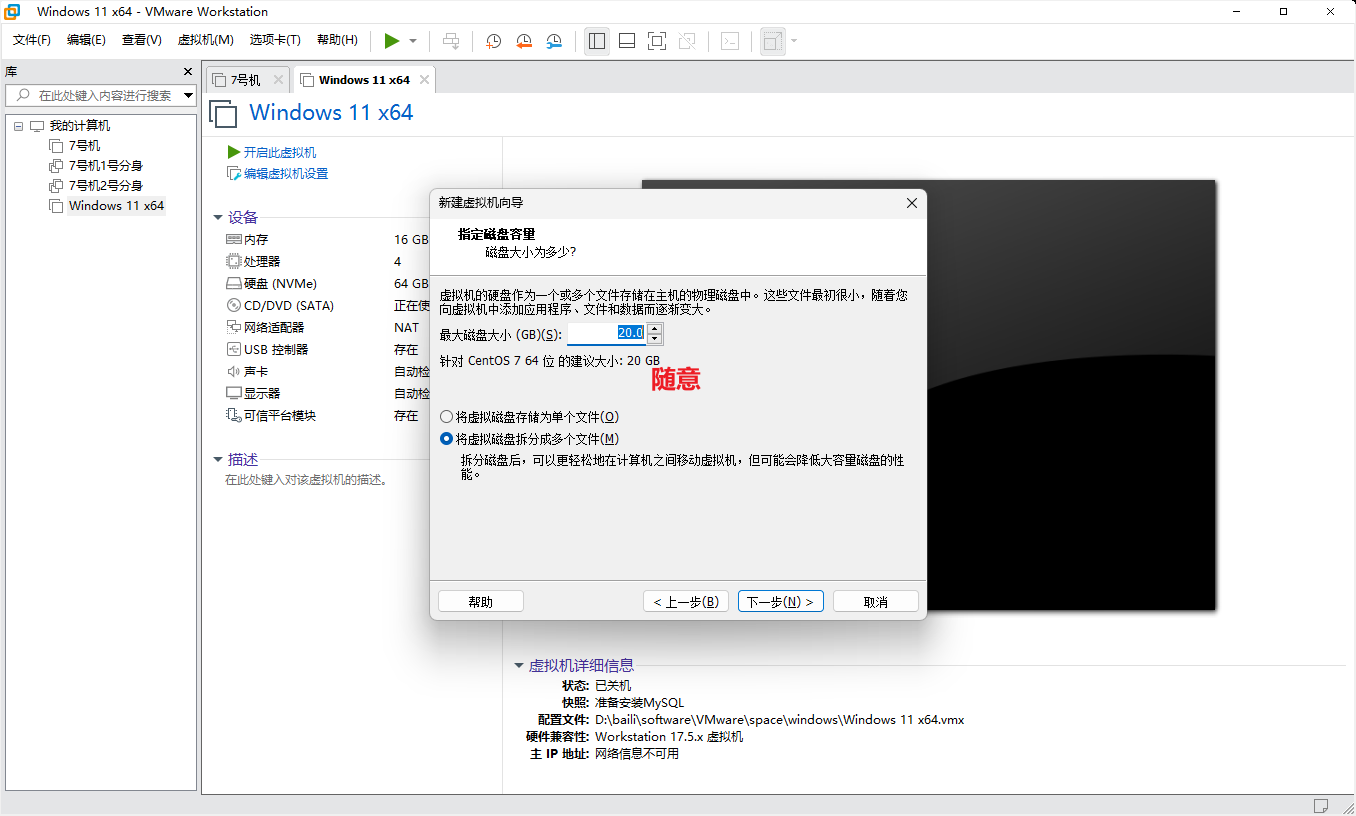 Windows 11 x64 - VMware Workstation
文件(F) 编辑(E) 查看(V) 虚拟机(M) 选项卡(T) 帮助(H)
库
在此处键入内容进行搜索
我的计算机
7号机
7号机1号分身
7号机2号分身
Windows 11 x64
7号机
Windows 11 x64
Windows 11 x64
开启此虚拟机
编辑虚拟机设置
设备
内存 16 GB
处理器 4
硬盘 (NVMe) 64 GB
CD/DVD (SATA) 正在使
网络适配器 NAT
USB 控制器 存在
声卡 自动检
显示器 自动检
可信平台模块 存在
描述
在此处键入对该虚拟机的描述。
新建虚拟机向导
指定磁盘容量
磁盘大小为多少?
虚拟机的硬盘作为一个或多个文件存储在主机的物理磁盘中。这些文件最初很小，随着您
向虚拟机中添加应用程序、文件和数据而逐渐变大。
最大磁盘大小 (GB)(S): 20.0
针对 CentOS 7 64 位 的建议大小: 20 GB
随意
将虚拟磁盘存储为单个文件(O)
将虚拟磁盘拆分成多个文件(M)
拆分磁盘后，可以更轻松地在计算机之间移动虚拟机，但可能会降低大容量磁盘的性
能。
帮助 < 上一步(B) 下一步(N) > 取消
虚拟机详细信息
状态: 已关机
快照: 准备安装MySQL
配置文件: D:\baili\software\VMware\space\windows\Windows 11 x64.vmx
硬件兼容性: Workstation 17.5.x 虚拟机
主 IP 地址: 网络信息不可用